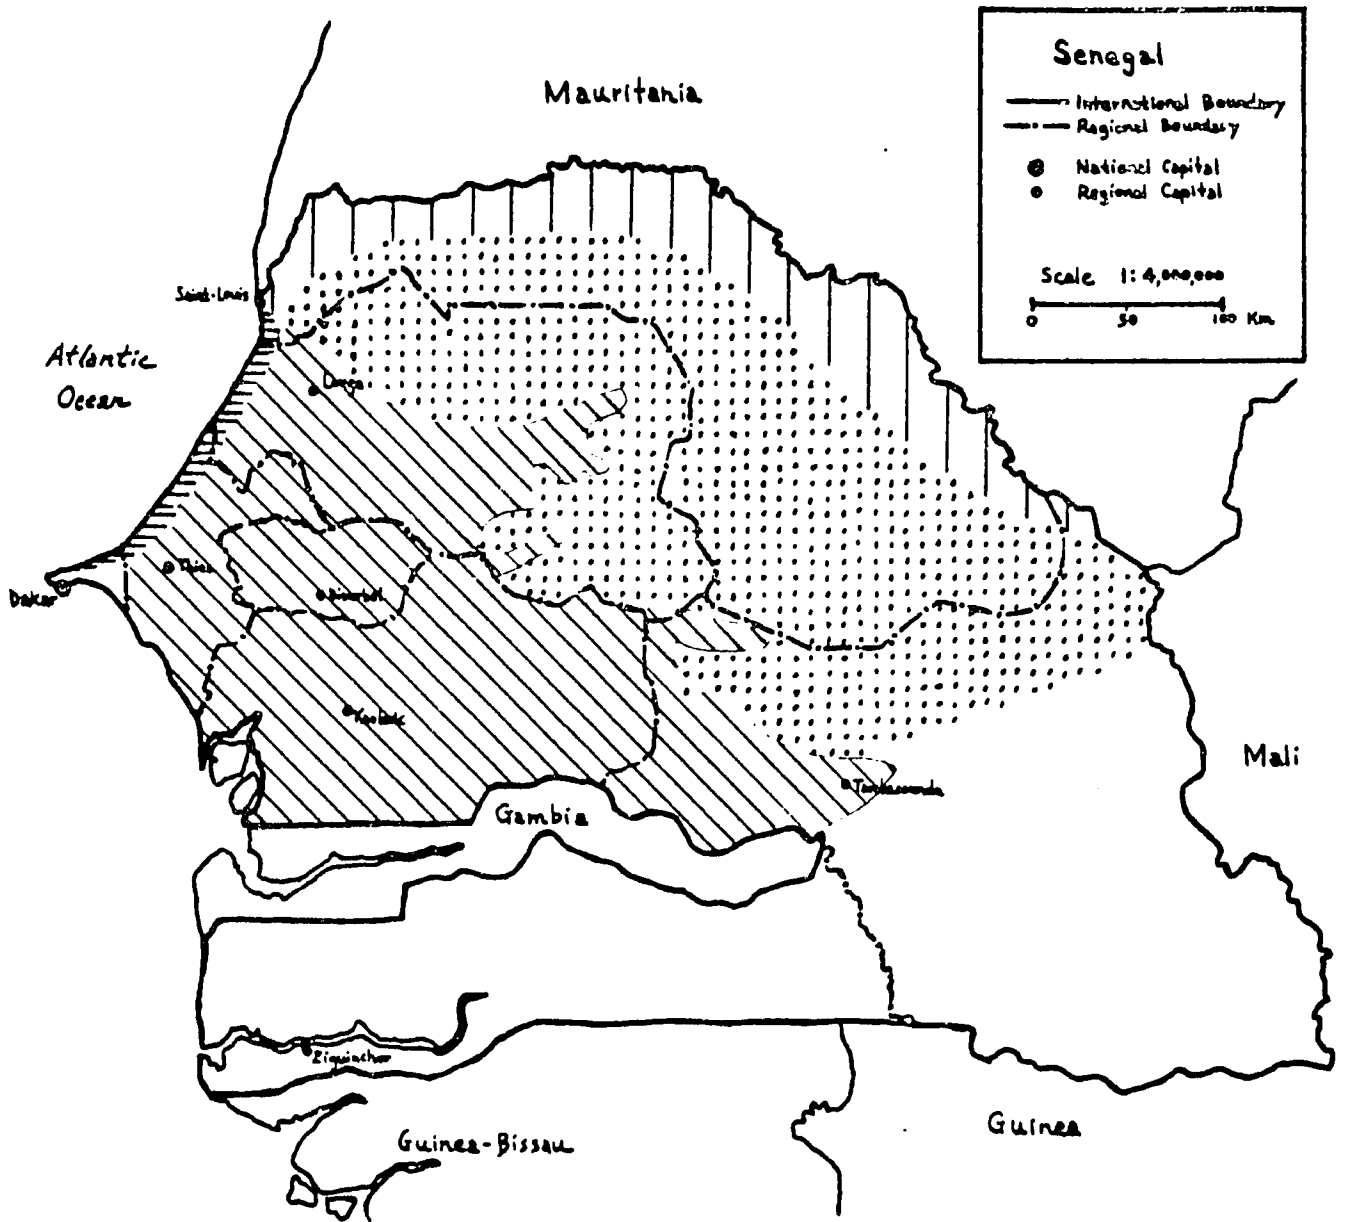 Senegal
International Boundary
Regional Boundary
National Capital
Regional Capital
Scale 1:4,000,000
0 50 100 Km
Mauritania
Saint-Louis
Atlantic
Ocean
Louga
Thies
Dakar
Diourbel
Kaolack
Tambacounda
Mali
Gambia
Ziguinchor
Guinea-Bissau
Guinea